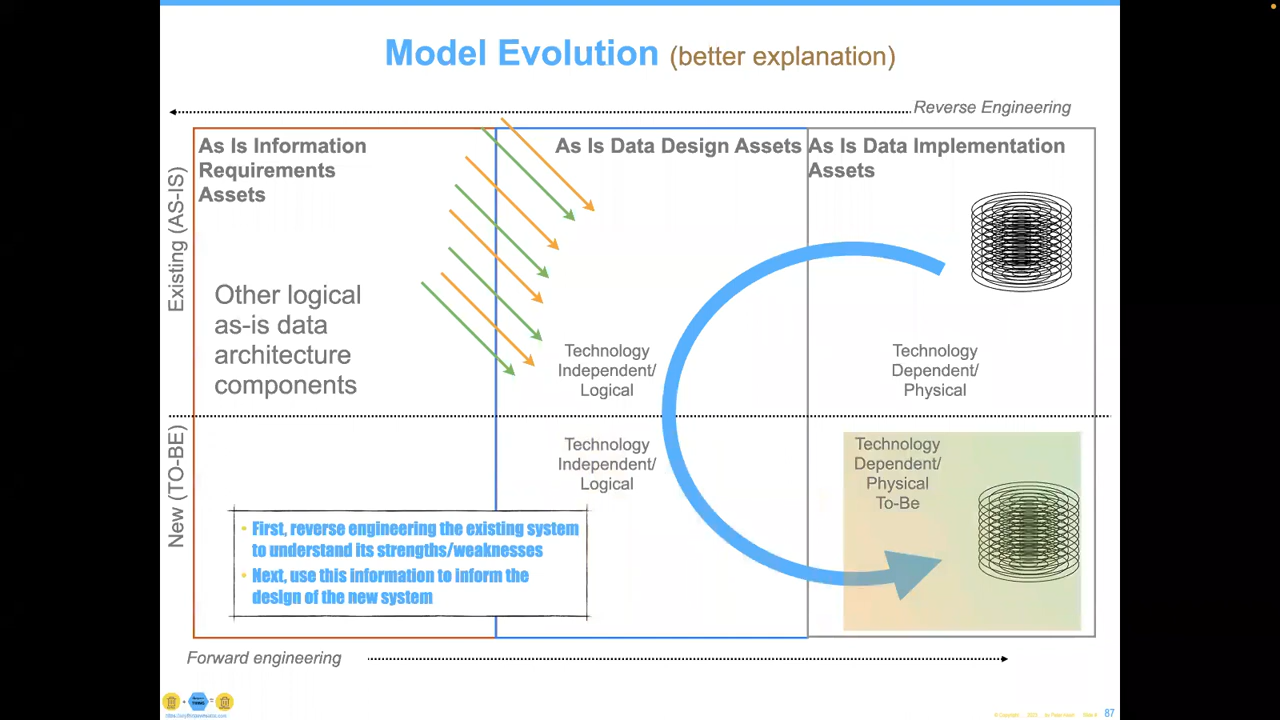 Model Evolution (better explanation)
Reverse Engineering
As Is Information
Requirements
Assets
As Is Data Design Assets
As Is Data Implementation
Assets
Existing (AS-IS)
Other logical
as-is data
architecture
components
Technology
Independent/
Logical
Technology
Dependent/
Physical
New (TO-BE)
Technology
Independent/
Logical
Technology
Dependent/
Physical
To-Be
• First, reverse engineering the existing system
to understand its strengths/weaknesses
• Next, use this information to inform the
design of the new system
Forward engineering
87